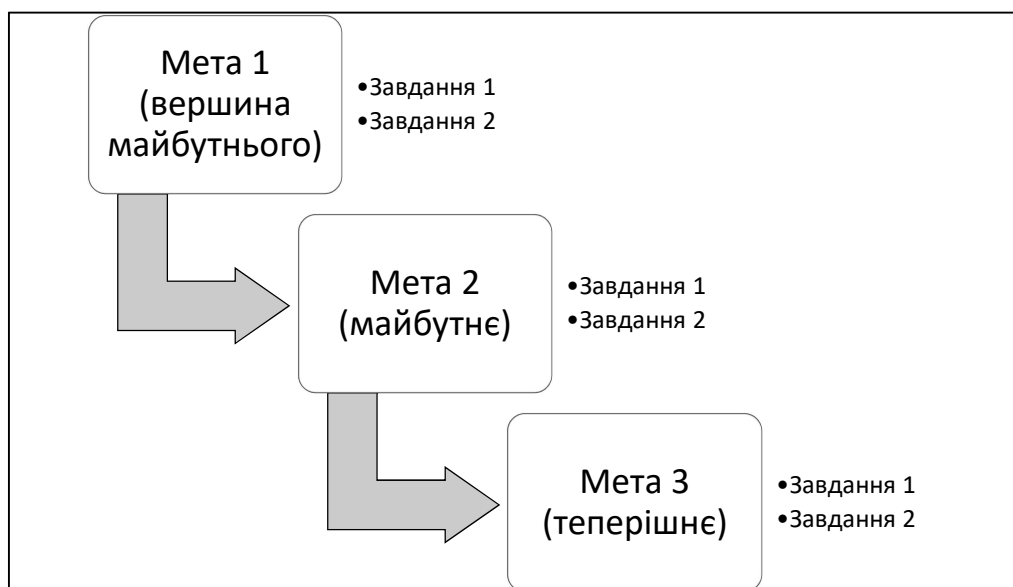 Мета 1
(вершина
майбутнього)
•Завдання 1
•Завдання 2
Мета 2
(майбутнє)
•Завдання 1
•Завдання 2
Мета 3
(теперішнє)
•Завдання 1
•Завдання 2